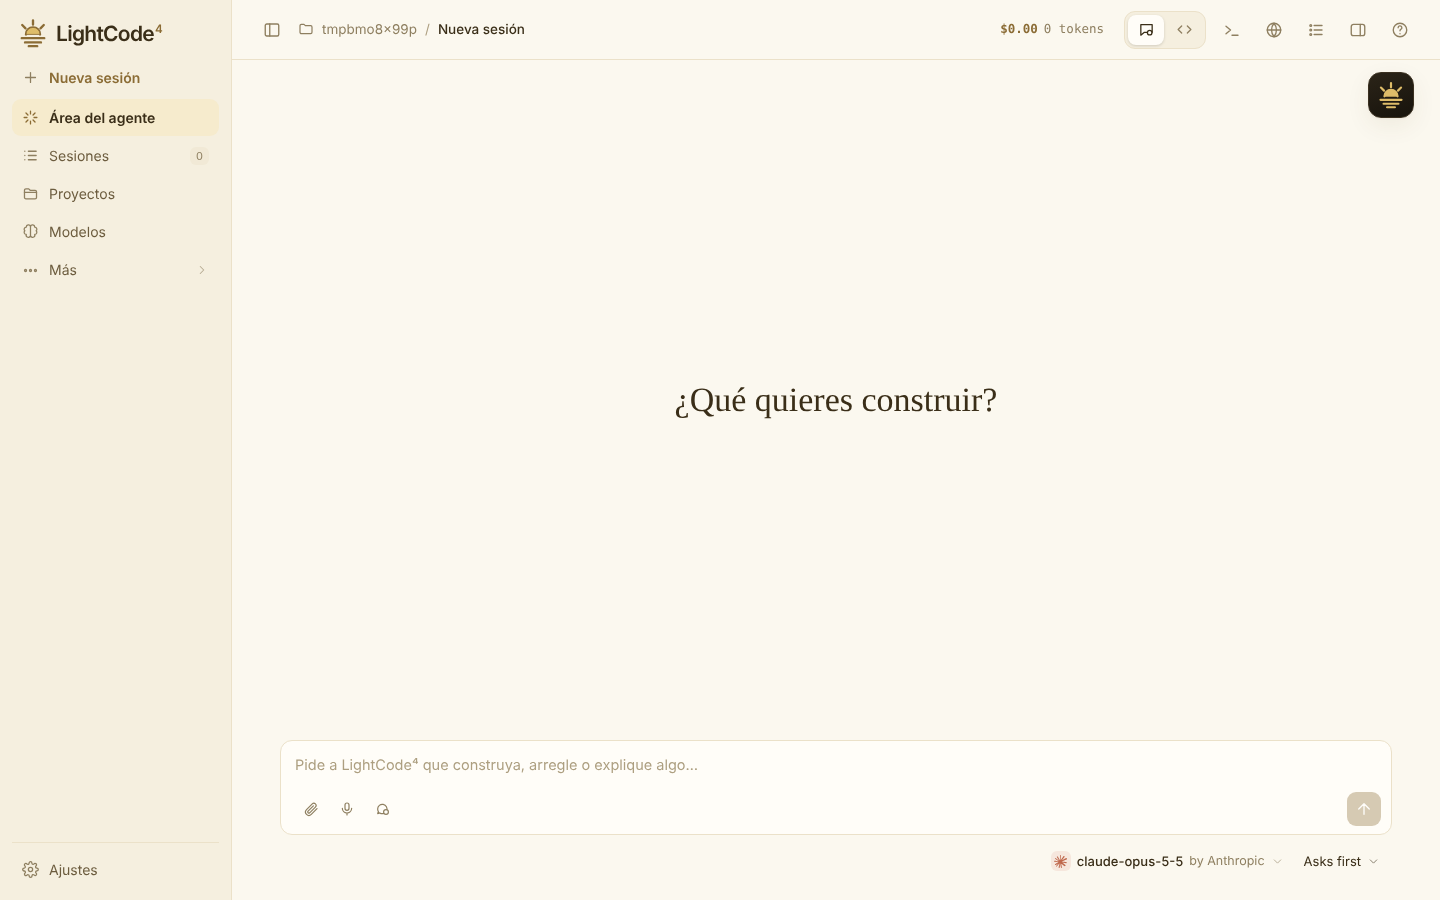 LightCode⁴
Nueva sesión
Área del agente
Sesiones 0
Proyectos
Modelos
Más
Ajustes
tmpbmo8x99p / Nueva sesión
$0.00 0 tokens
¿Qué quieres construir?
Pide a LightCode⁴ que construya, arregle o explique algo...
claude-opus-5-5 by Anthropic
Asks first